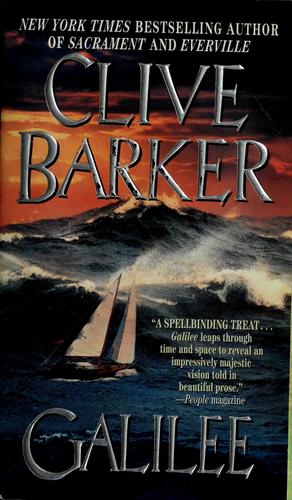 NEW YORK TIMES BESTSELLING AUTHOR
OF SACRAMENT AND EVERVILLE
CLIVE
BARKER
"A SPELLBINDING TREAT...
Galilee leaps through
time and space to reveal an
impressively majestic
vision told in
beautiful prose."
—People magazine
GALILEE